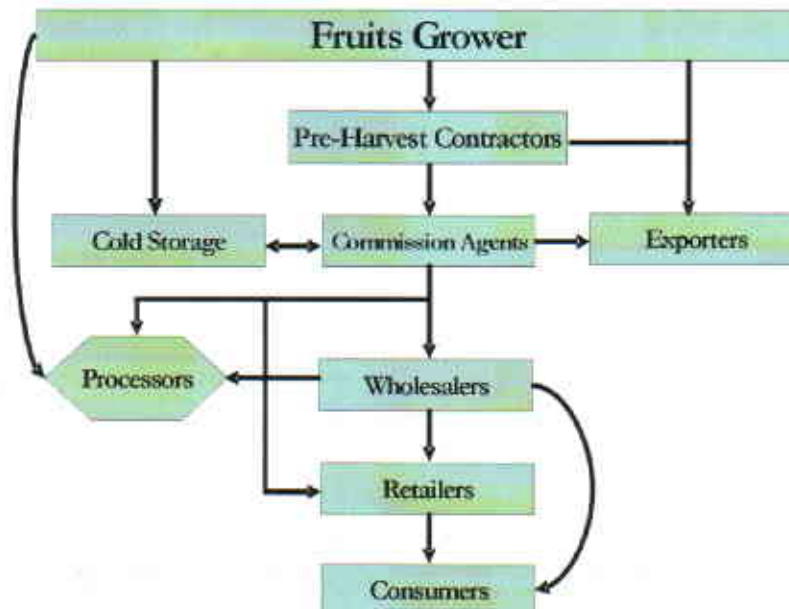 Fruits Grower
Pre-Harvest Contractors
Cold Storage
Commission Agents
Exporters
Processors
Wholesalers
Retailers
Consumers